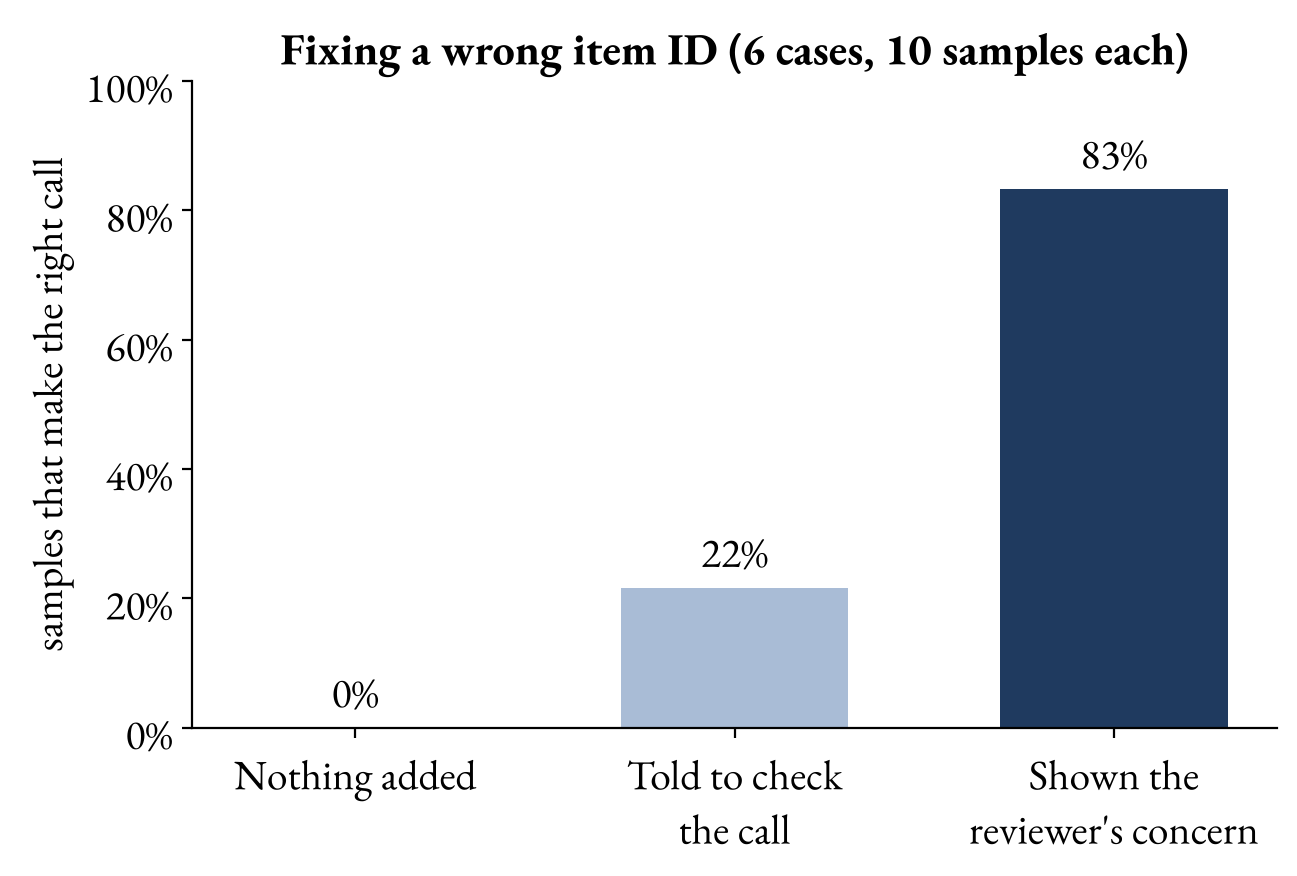 Fixing a wrong item ID (6 cases, 10 samples each)
samples that make the right call
100%
80%
60%
40%
20%
0%
0%
22%
83%
Nothing added
Told to check
the call
Shown the
reviewer's concern